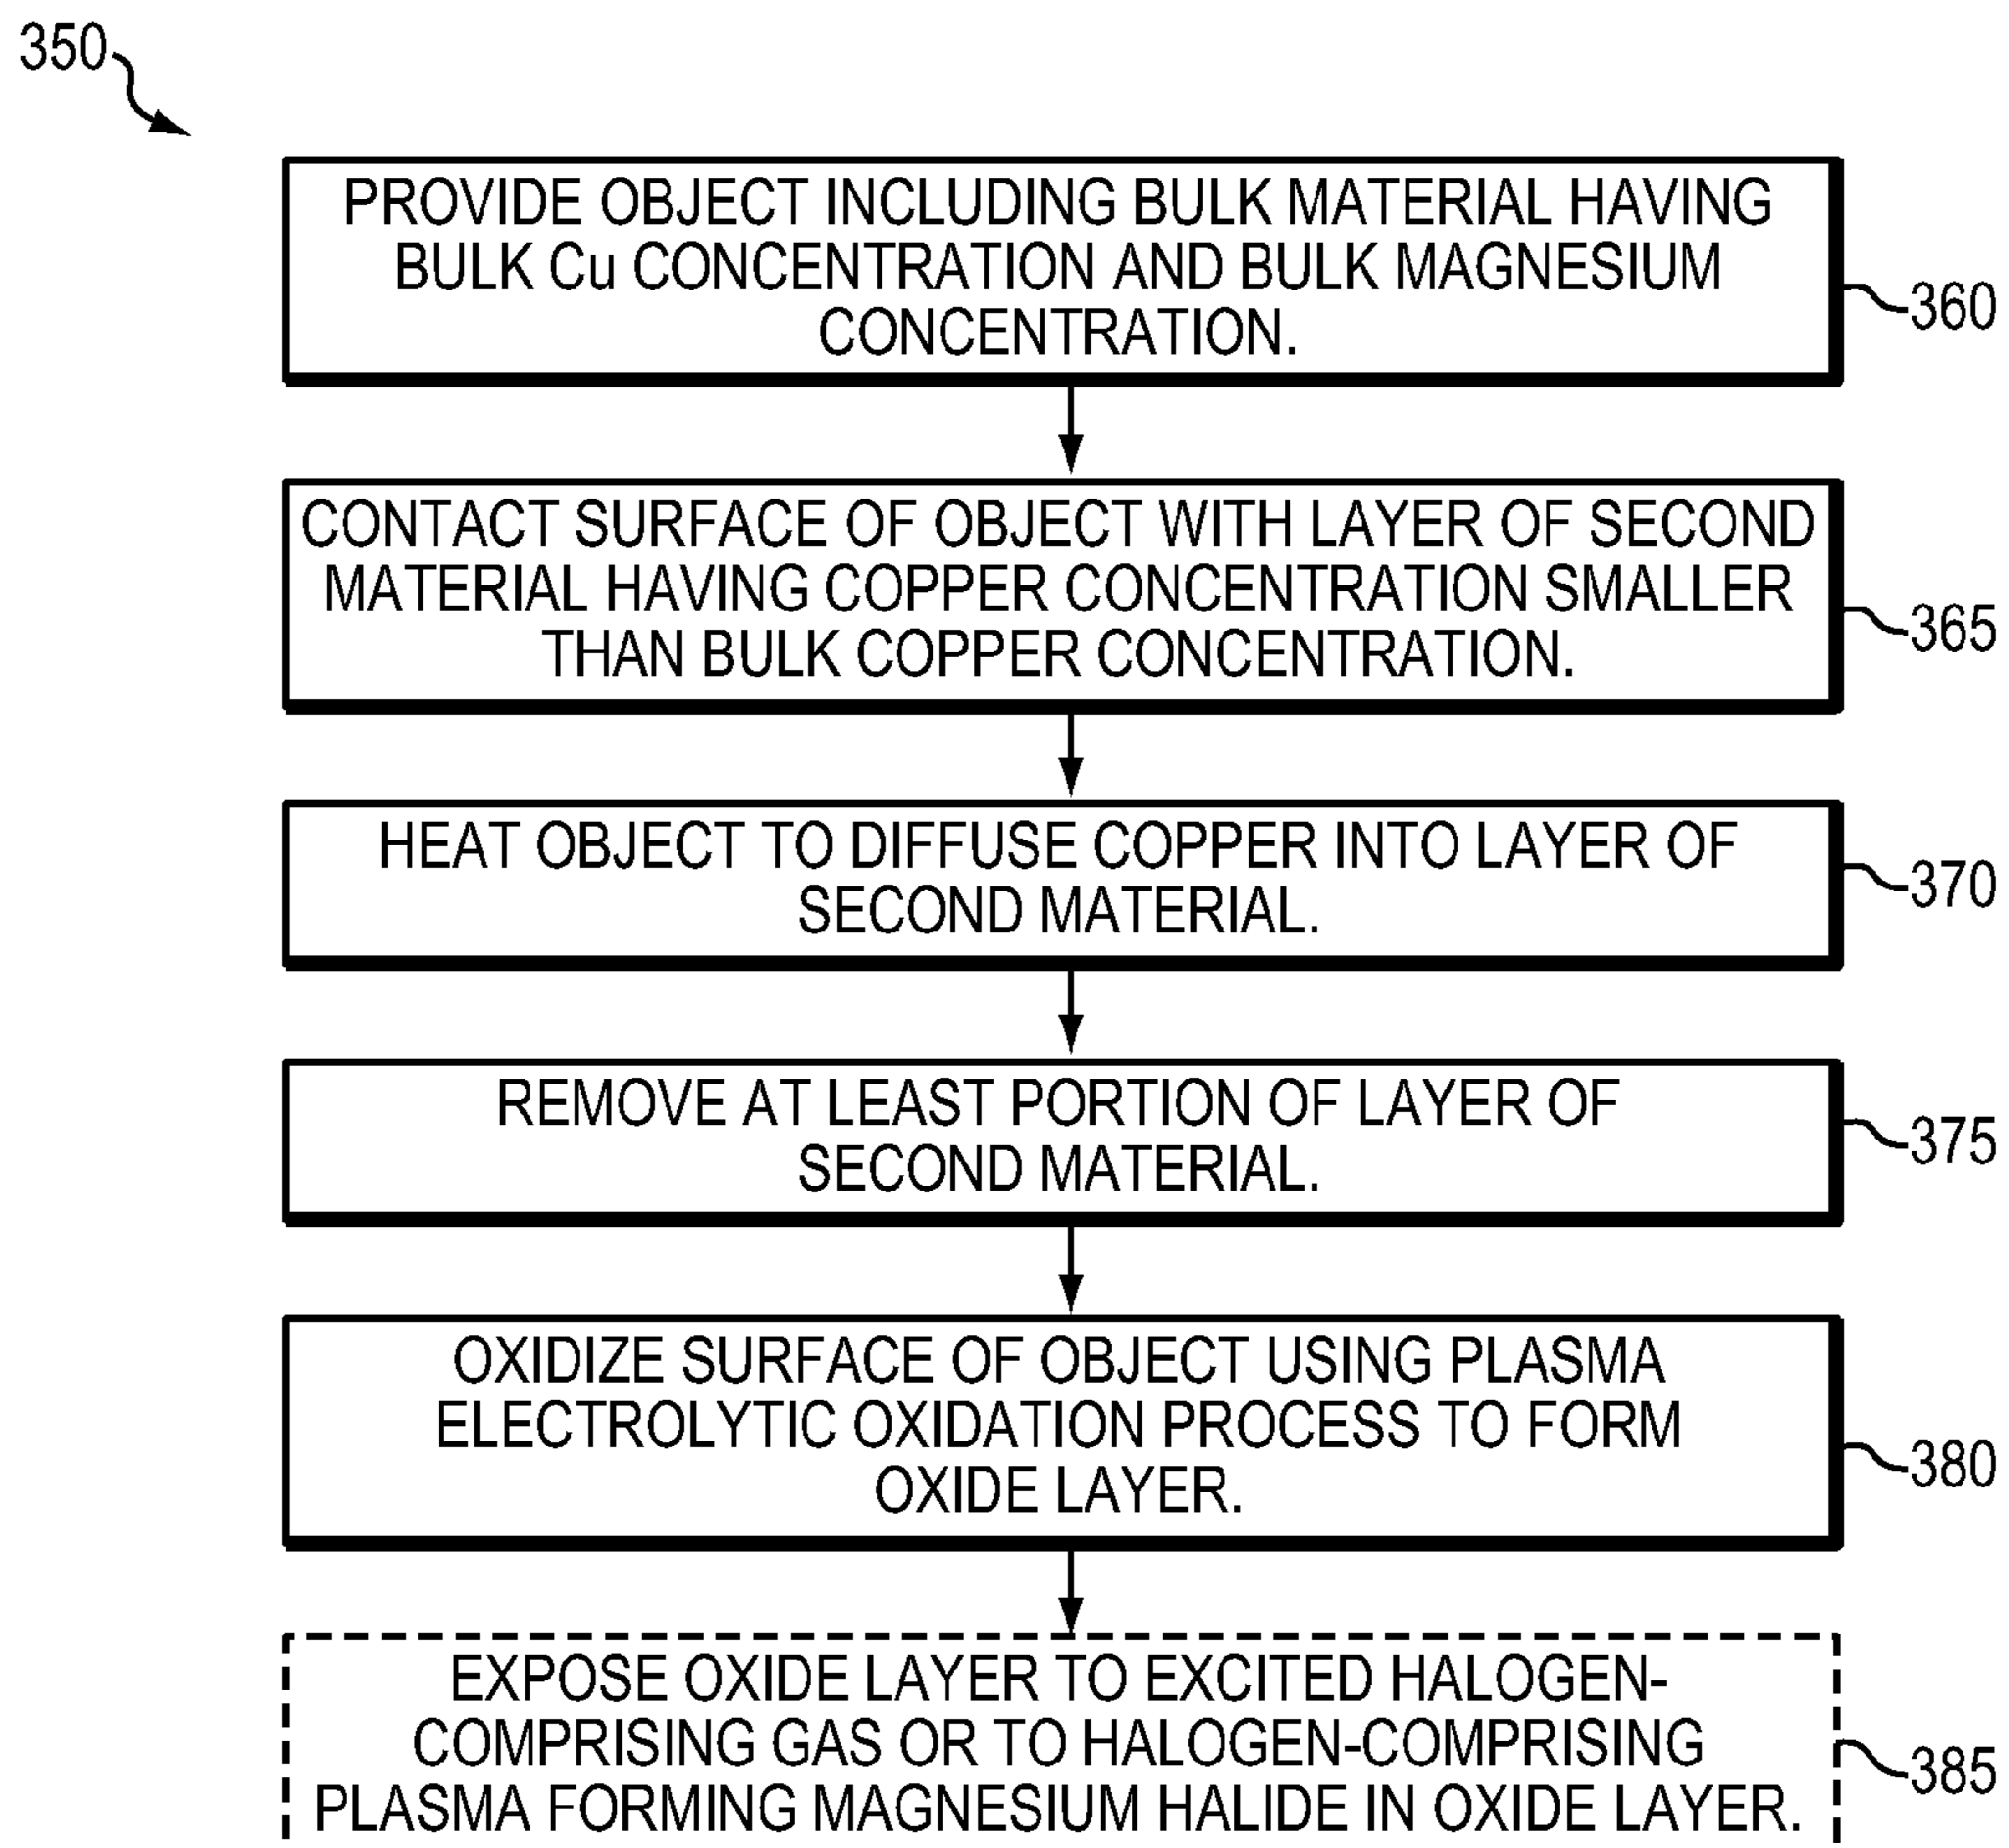 350
PROVIDE OBJECT INCLUDING BULK MATERIAL HAVING
BULK Cu CONCENTRATION AND BULK MAGNESIUM
CONCENTRATION.
360
CONTACT SURFACE OF OBJECT WITH LAYER OF SECOND
MATERIAL HAVING COPPER CONCENTRATION SMALLER
THAN BULK COPPER CONCENTRATION.
365
HEAT OBJECT TO DIFFUSE COPPER INTO LAYER OF
SECOND MATERIAL.
370
REMOVE AT LEAST PORTION OF LAYER OF
SECOND MATERIAL.
375
OXIDIZE SURFACE OF OBJECT USING PLASMA
ELECTROLYTIC OXIDATION PROCESS TO FORM
OXIDE LAYER.
380
EXPOSE OXIDE LAYER TO EXCITED HALOGEN-
COMPRISING GAS OR TO HALOGEN-COMPRISING
PLASMA FORMING MAGNESIUM HALIDE IN OXIDE LAYER.
385